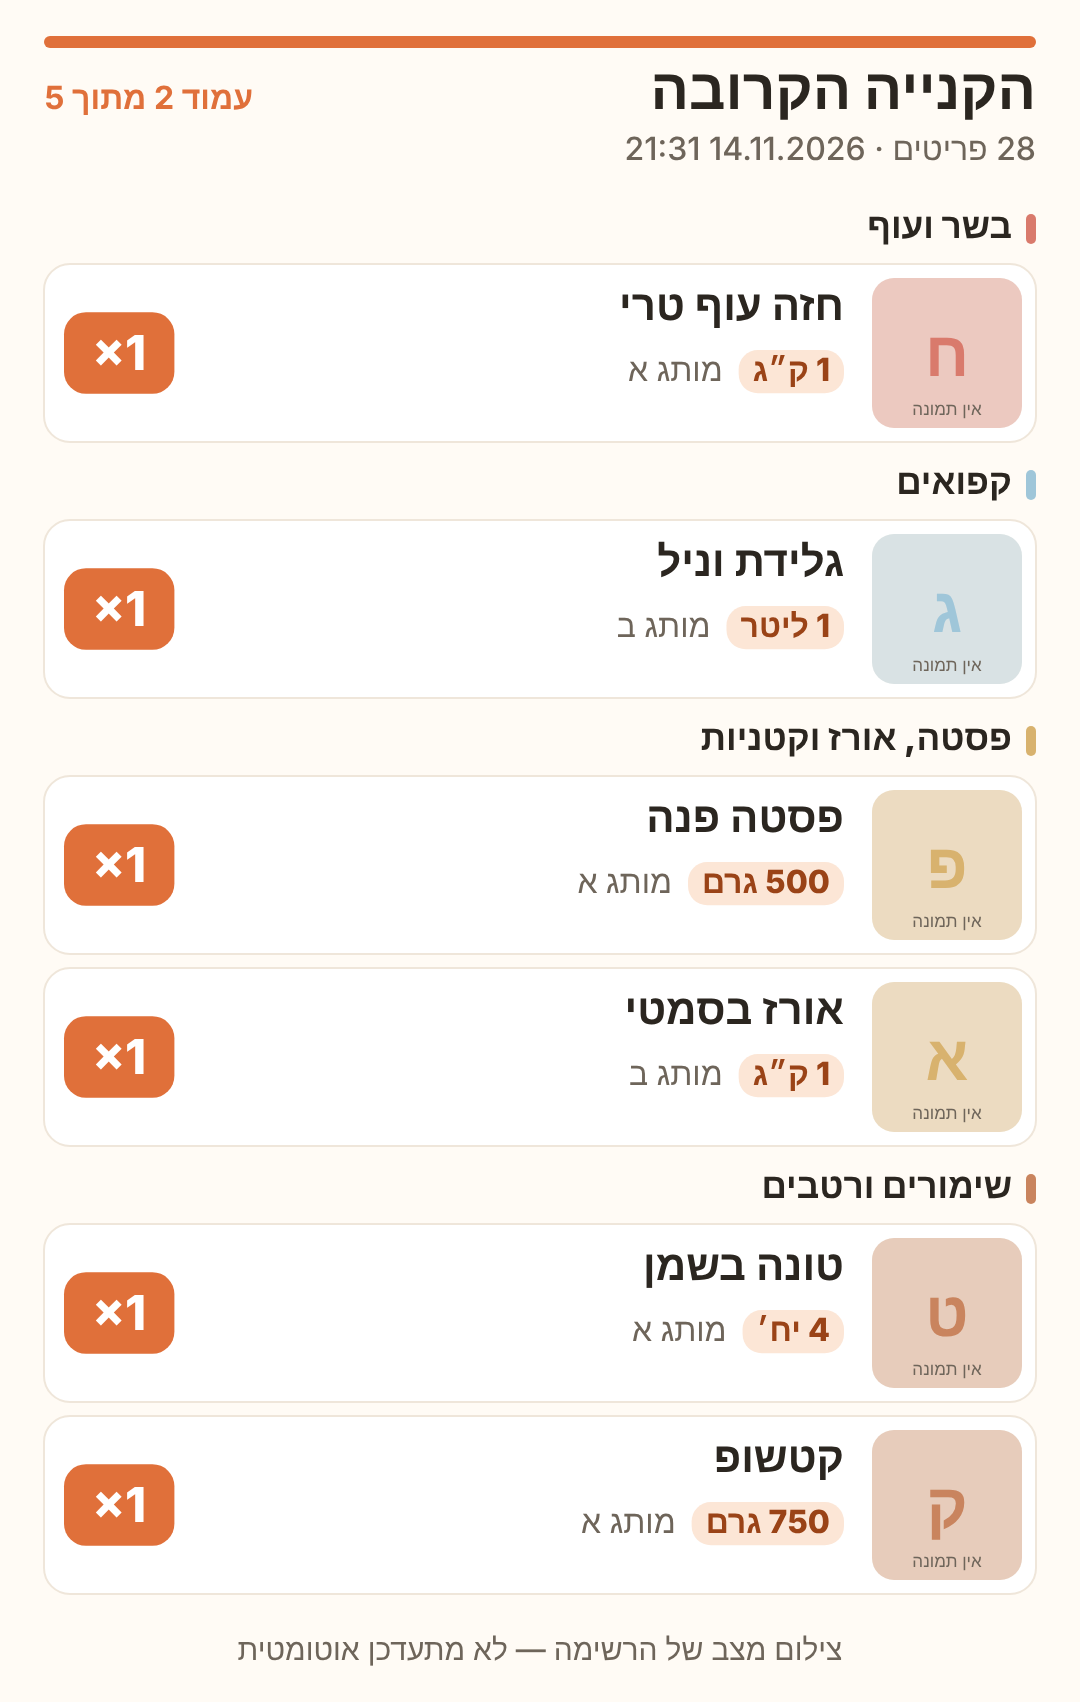 הקנייה הקרובה
עמוד 2 מתוך 5
28 פריטים · 14.11.2026 21:31
בשר ועוף
ח
אין תמונה
חזה עוף טרי
1 ק״ג מותג א
×1
קפואים
ג
אין תמונה
גלידת וניל
1 ליטר מותג ב
×1
פסטה, אורז וקטניות
פ
אין תמונה
פסטה פנה
500 גרם מותג א
×1
א
אין תמונה
אורז בסמטי
1 ק״ג מותג ב
×1
שימורים ורטבים
ט
אין תמונה
טונה בשמן
4 יח׳ מותג א
×1
ק
אין תמונה
קטשופ
750 גרם מותג א
×1
צילום מצב של הרשימה — לא מתעדכן אוטומטית